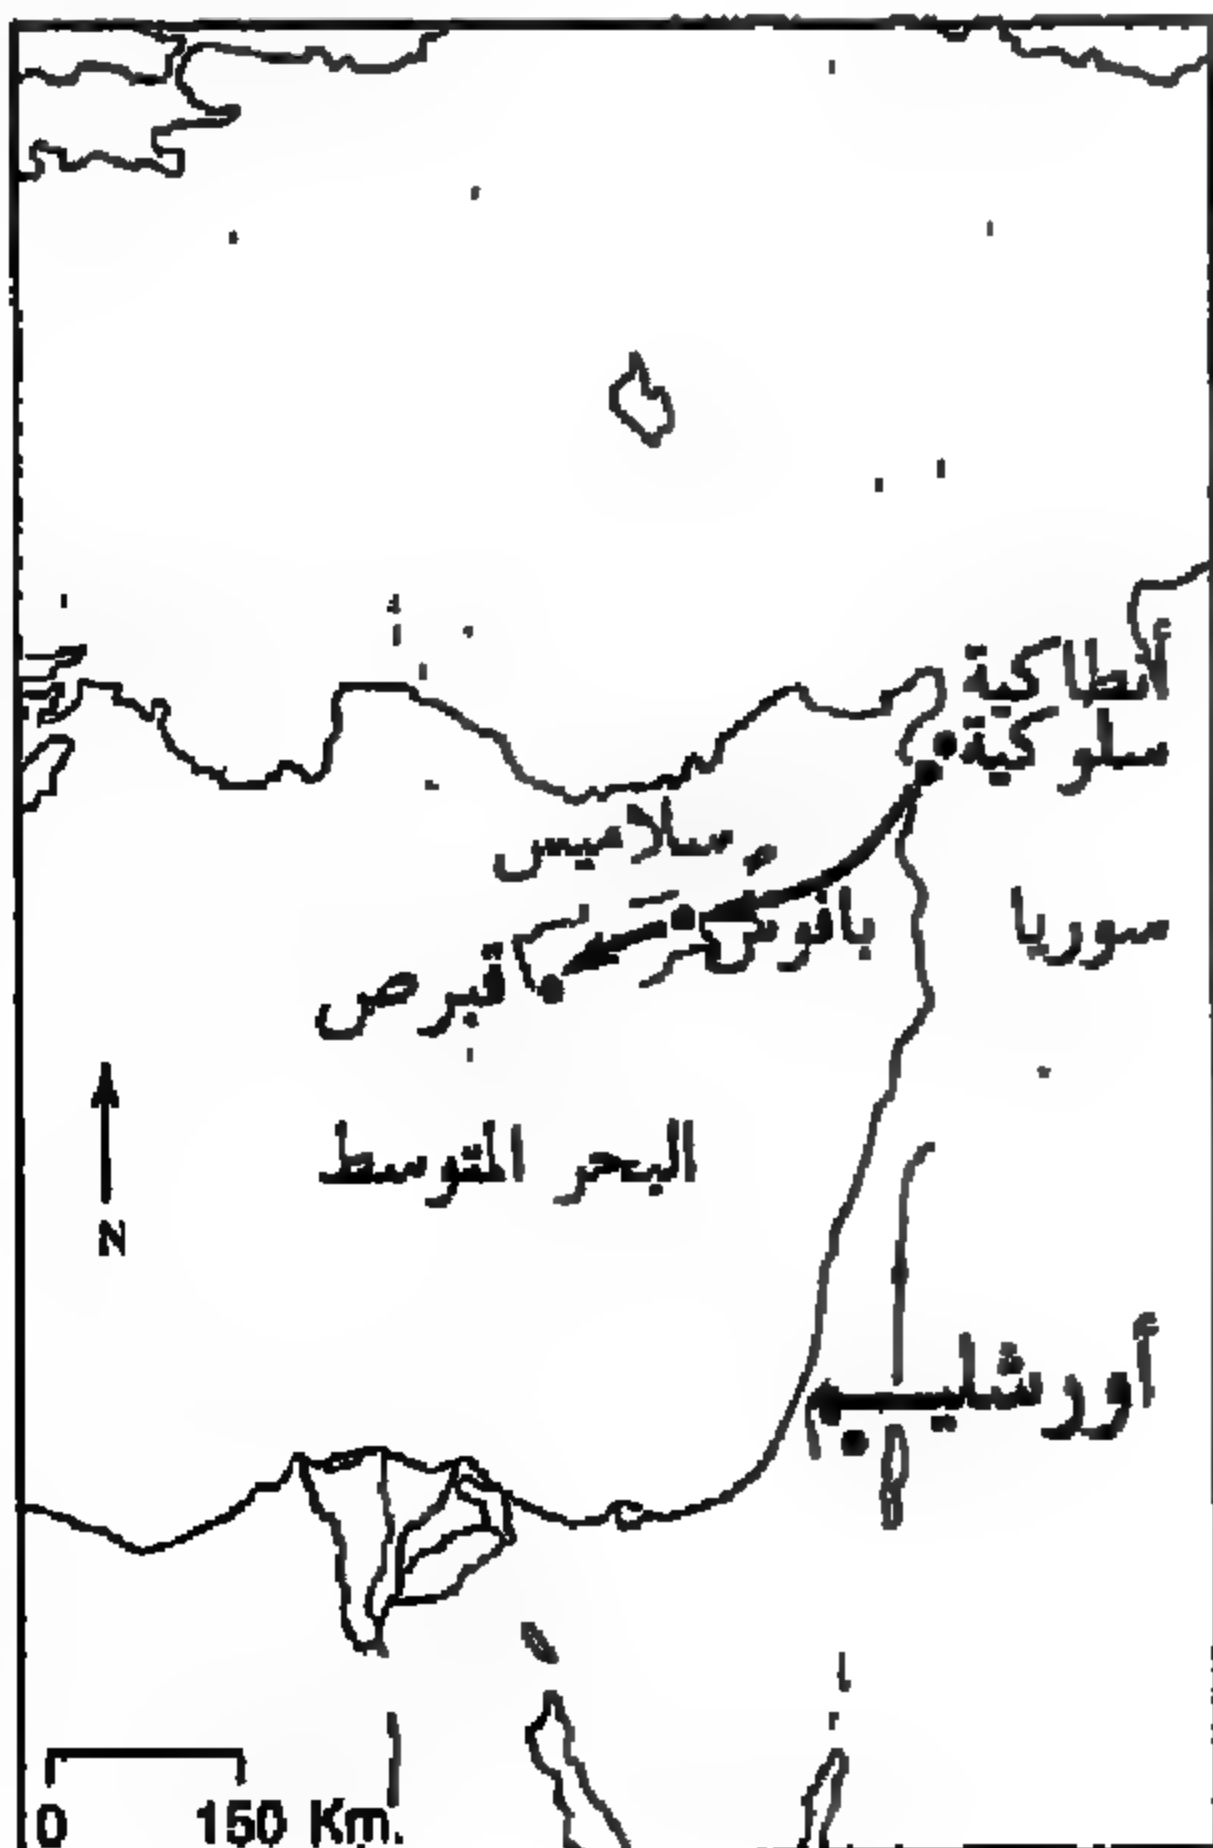 أنطاكية
سلوكية
سلاميس
بافوس
سوريا
قبرص
البحر المتوسط
N
أورشليم
0 150 Km.